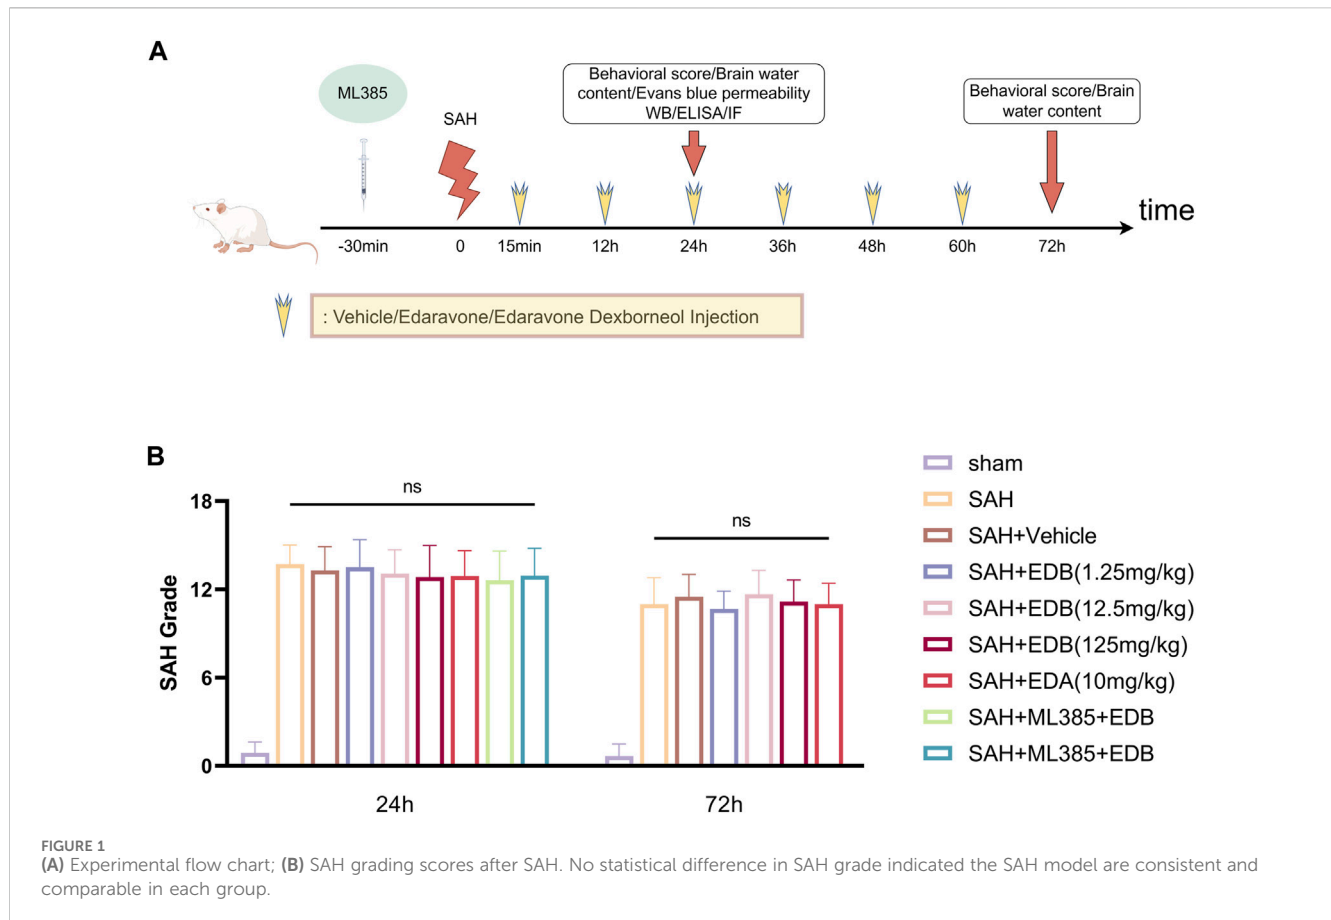 A
ML385
SAH
Behavioral score/Brain water
content/Evans blue permeability
WB/ELISA/IF
Behavioral score/Brain
water content
time
-30min 0 15min 12h 24h 36h 48h 60h 72h
: Vehicle/Edaravone/Edaravone Dexborneol Injection
B
SAH Grade
18
12
6
0
ns
ns
24h 72h
sham
SAH
SAH+Vehicle
SAH+EDB(1.25mg/kg)
SAH+EDB(12.5mg/kg)
SAH+EDB(125mg/kg)
SAH+EDA(10mg/kg)
SAH+ML385+EDB
SAH+ML385+EDB
FIGURE 1
(A) Experimental flow chart; (B) SAH grading scores after SAH. No statistical difference in SAH grade indicated the SAH model are consistent and
comparable in each group.